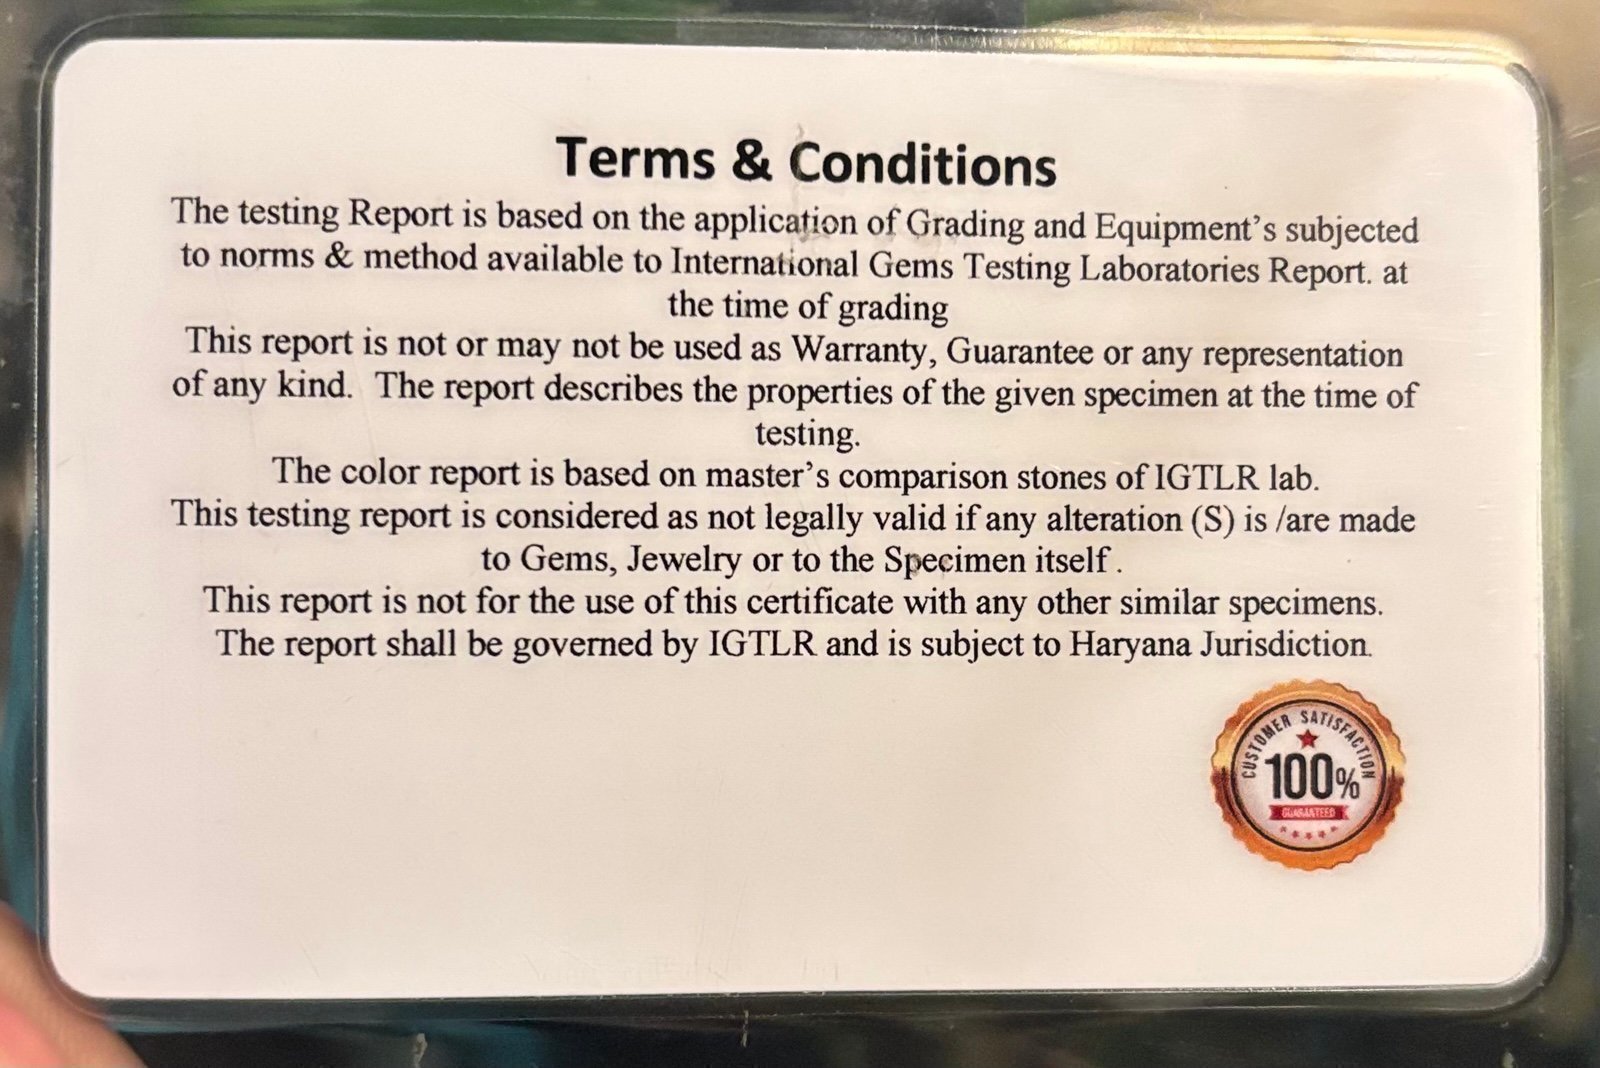 Terms & Conditions
The testing Report is based on the application of Grading and Equipment's subjected
to norms & method available to International Gems Testing Laboratories Report. at
the time of grading
This report is not or may not be used as Warranty, Guarantee or any representation
of any kind. The report describes the properties of the given specimen at the time of
testing.
The color report is based on master's comparison stones of IGTLR lab.
This testing report is considered as not legally valid if any alteration (S) is /are made
to Gems, Jewelry or to the Specimen itself .
This report is not for the use of this certificate with any other similar specimens.
The report shall be governed by IGTLR and is subject to Haryana Jurisdiction.
CUSTOMER SATISFACTION
100%
GUARANTEED